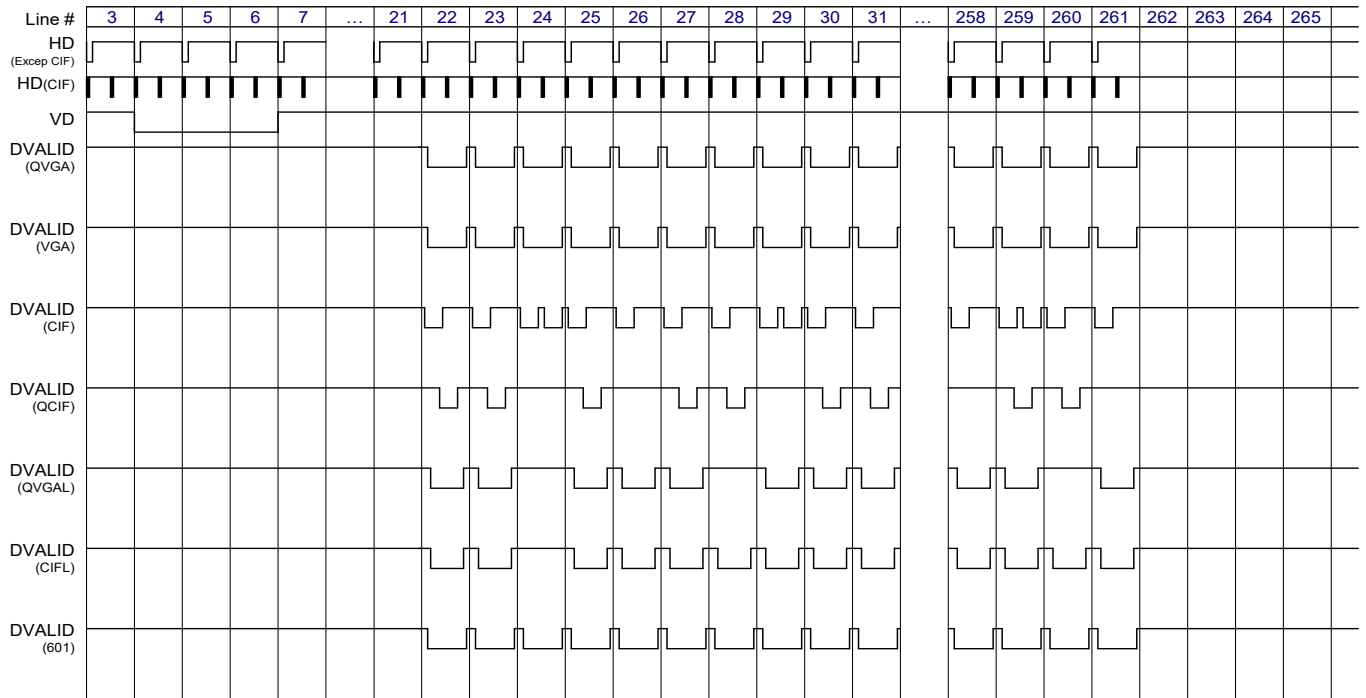 Line # 3 4 5 6 7 … 21 22 23 24 25 26 27 28 29 30 31 … 258 259 260 261 262 263 264 265
HD
(Excep CIF)
HD(CIF)
VD
DVALID
(QVGA)
DVALID
(VGA)
DVALID
(CIF)
DVALID
(QCIF)
DVALID
(QVGAL)
DVALID
(CIFL)
DVALID
(601)